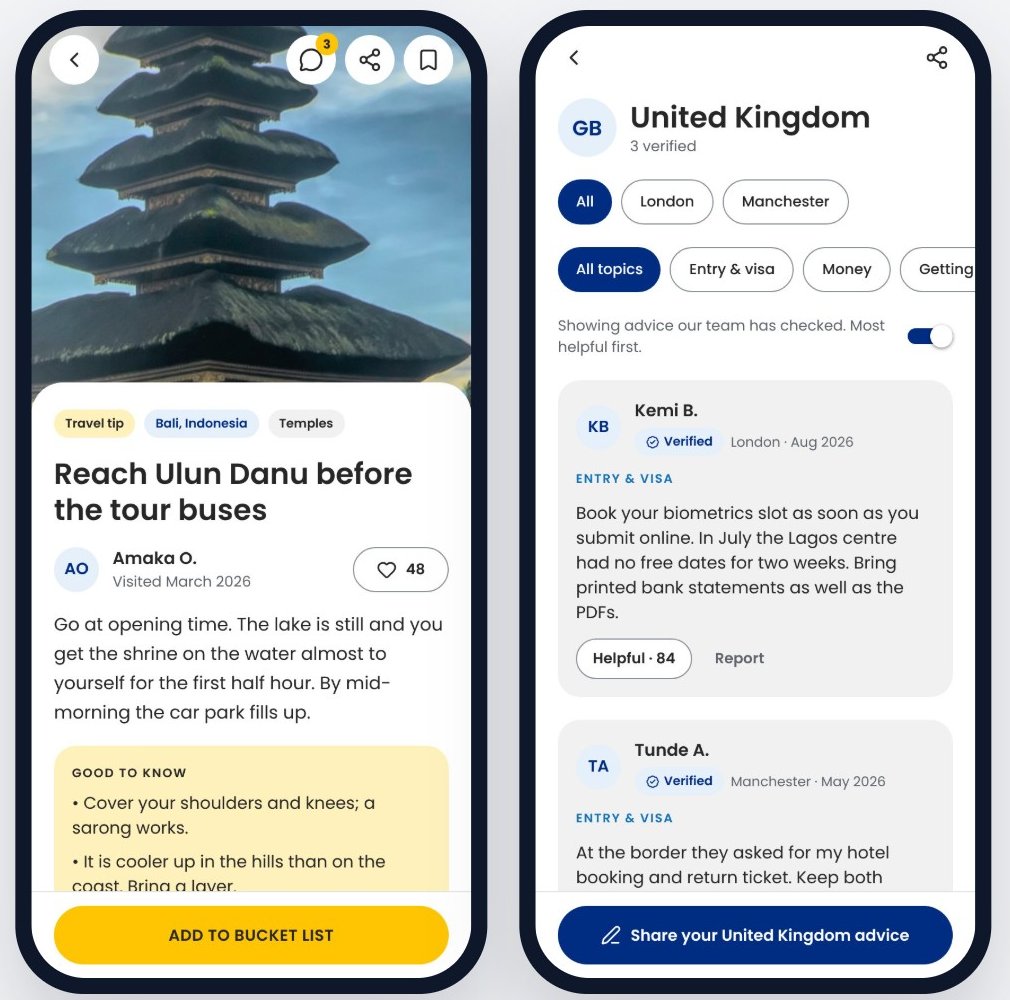 3
Travel tip
Bali, Indonesia
Temples
Reach Ulun Danu before
the tour buses
AO
Amaka O.
Visited March 2026
48
Go at opening time. The lake is still and you
get the shrine on the water almost to
yourself for the first half hour. By mid-
morning the car park fills up.
GOOD TO KNOW
• Cover your shoulders and knees; a
sarong works.
• It is cooler up in the hills than on the
coast. Bring a layer.
ADD TO BUCKET LIST
GB
United Kingdom
3 verified
All
London
Manchester
All topics
Entry & visa
Money
Getting
Showing advice our team has checked. Most
helpful first.
KB
Kemi B.
Verified
London · Aug 2026
ENTRY & VISA
Book your biometrics slot as soon as you
submit online. In July the Lagos centre
had no free dates for two weeks. Bring
printed bank statements as well as the
PDFs.
Helpful · 84
Report
TA
Tunde A.
Verified
Manchester · May 2026
ENTRY & VISA
At the border they asked for my hotel
booking and return ticket. Keep both
Share your United Kingdom advice